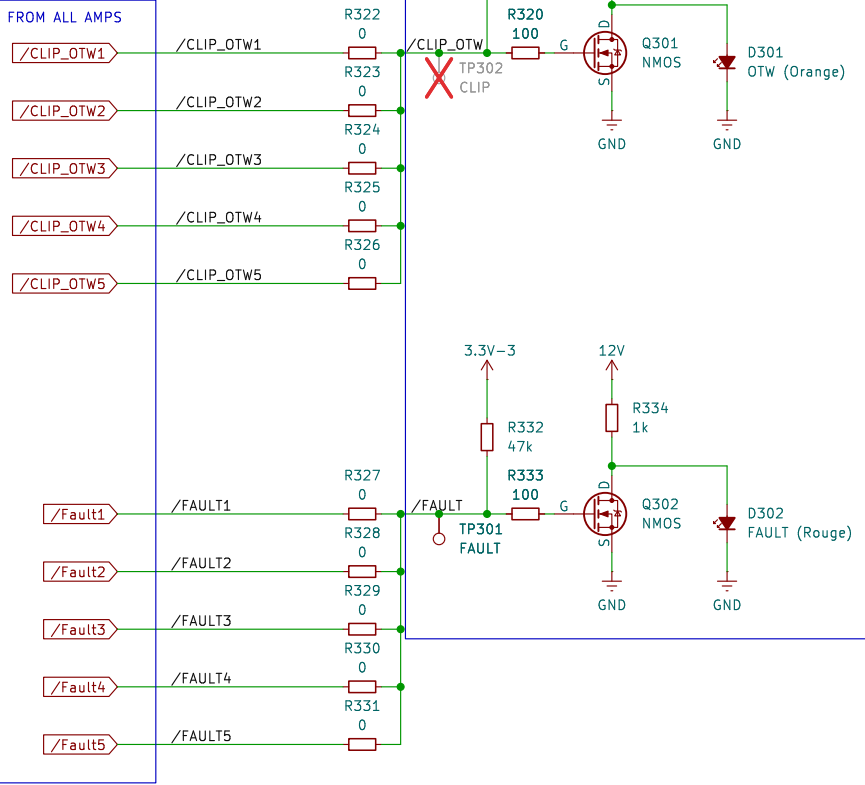 FROM ALL AMPS
/CLIP_OTW1
/CLIP_OTW1
R322
0
/CLIP_OTW
TP302
CLIP
R320
100
G
D
S
Q301
NMOS
D301
OTW (Orange)
GND
GND
/CLIP_OTW2
/CLIP_OTW2
R323
0
/CLIP_OTW3
/CLIP_OTW3
R324
0
/CLIP_OTW4
/CLIP_OTW4
R325
0
/CLIP_OTW5
/CLIP_OTW5
R326
0
3.3V-3
12V
R332
47k
R334
1k
/Fault1
/FAULT1
R327
0
/FAULT
TP301
FAULT
R333
100
G
D
S
Q302
NMOS
D302
FAULT (Rouge)
GND
GND
/Fault2
/FAULT2
R328
0
/Fault3
/FAULT3
R329
0
/Fault4
/FAULT4
R330
0
/Fault5
/FAULT5
R331
0